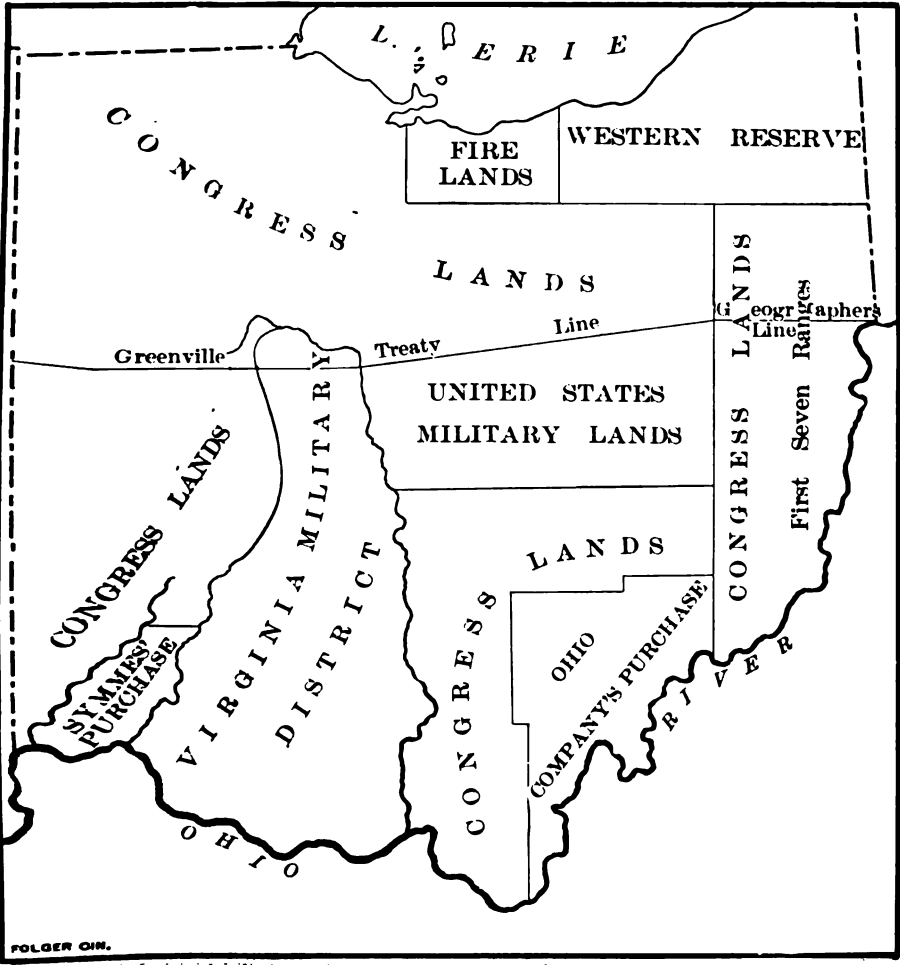 L. ERIE
CONGRESS LANDS
FIRE
LANDS
WESTERN RESERVE
Greenville Treaty Line
Geographers
Line
CONGRESS LANDS
First Seven Ranges
UNITED STATES
MILITARY LANDS
CONGRESS LANDS
VIRGINIA MILITARY
DISTRICT
CONGRESS LANDS
OHIO
COMPANY'S PURCHASE
SYMMES'
PURCHASE
OHIO RIVER
FOLGER CIN.